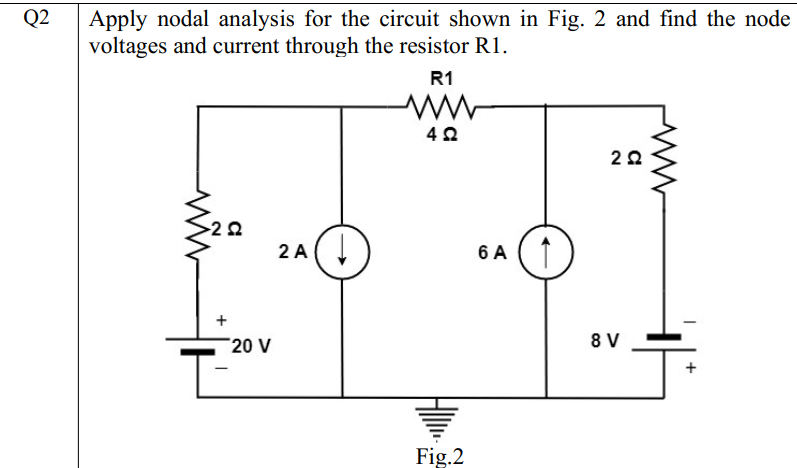 Q2 Apply nodal analysis for the circuit shown in Fig. 2 and find the node
voltages and current through the resistor R1.
R1
4 Ω
2 Ω
2 Ω
2 A
6 A
+
20 V
8 V
+
Fig.2